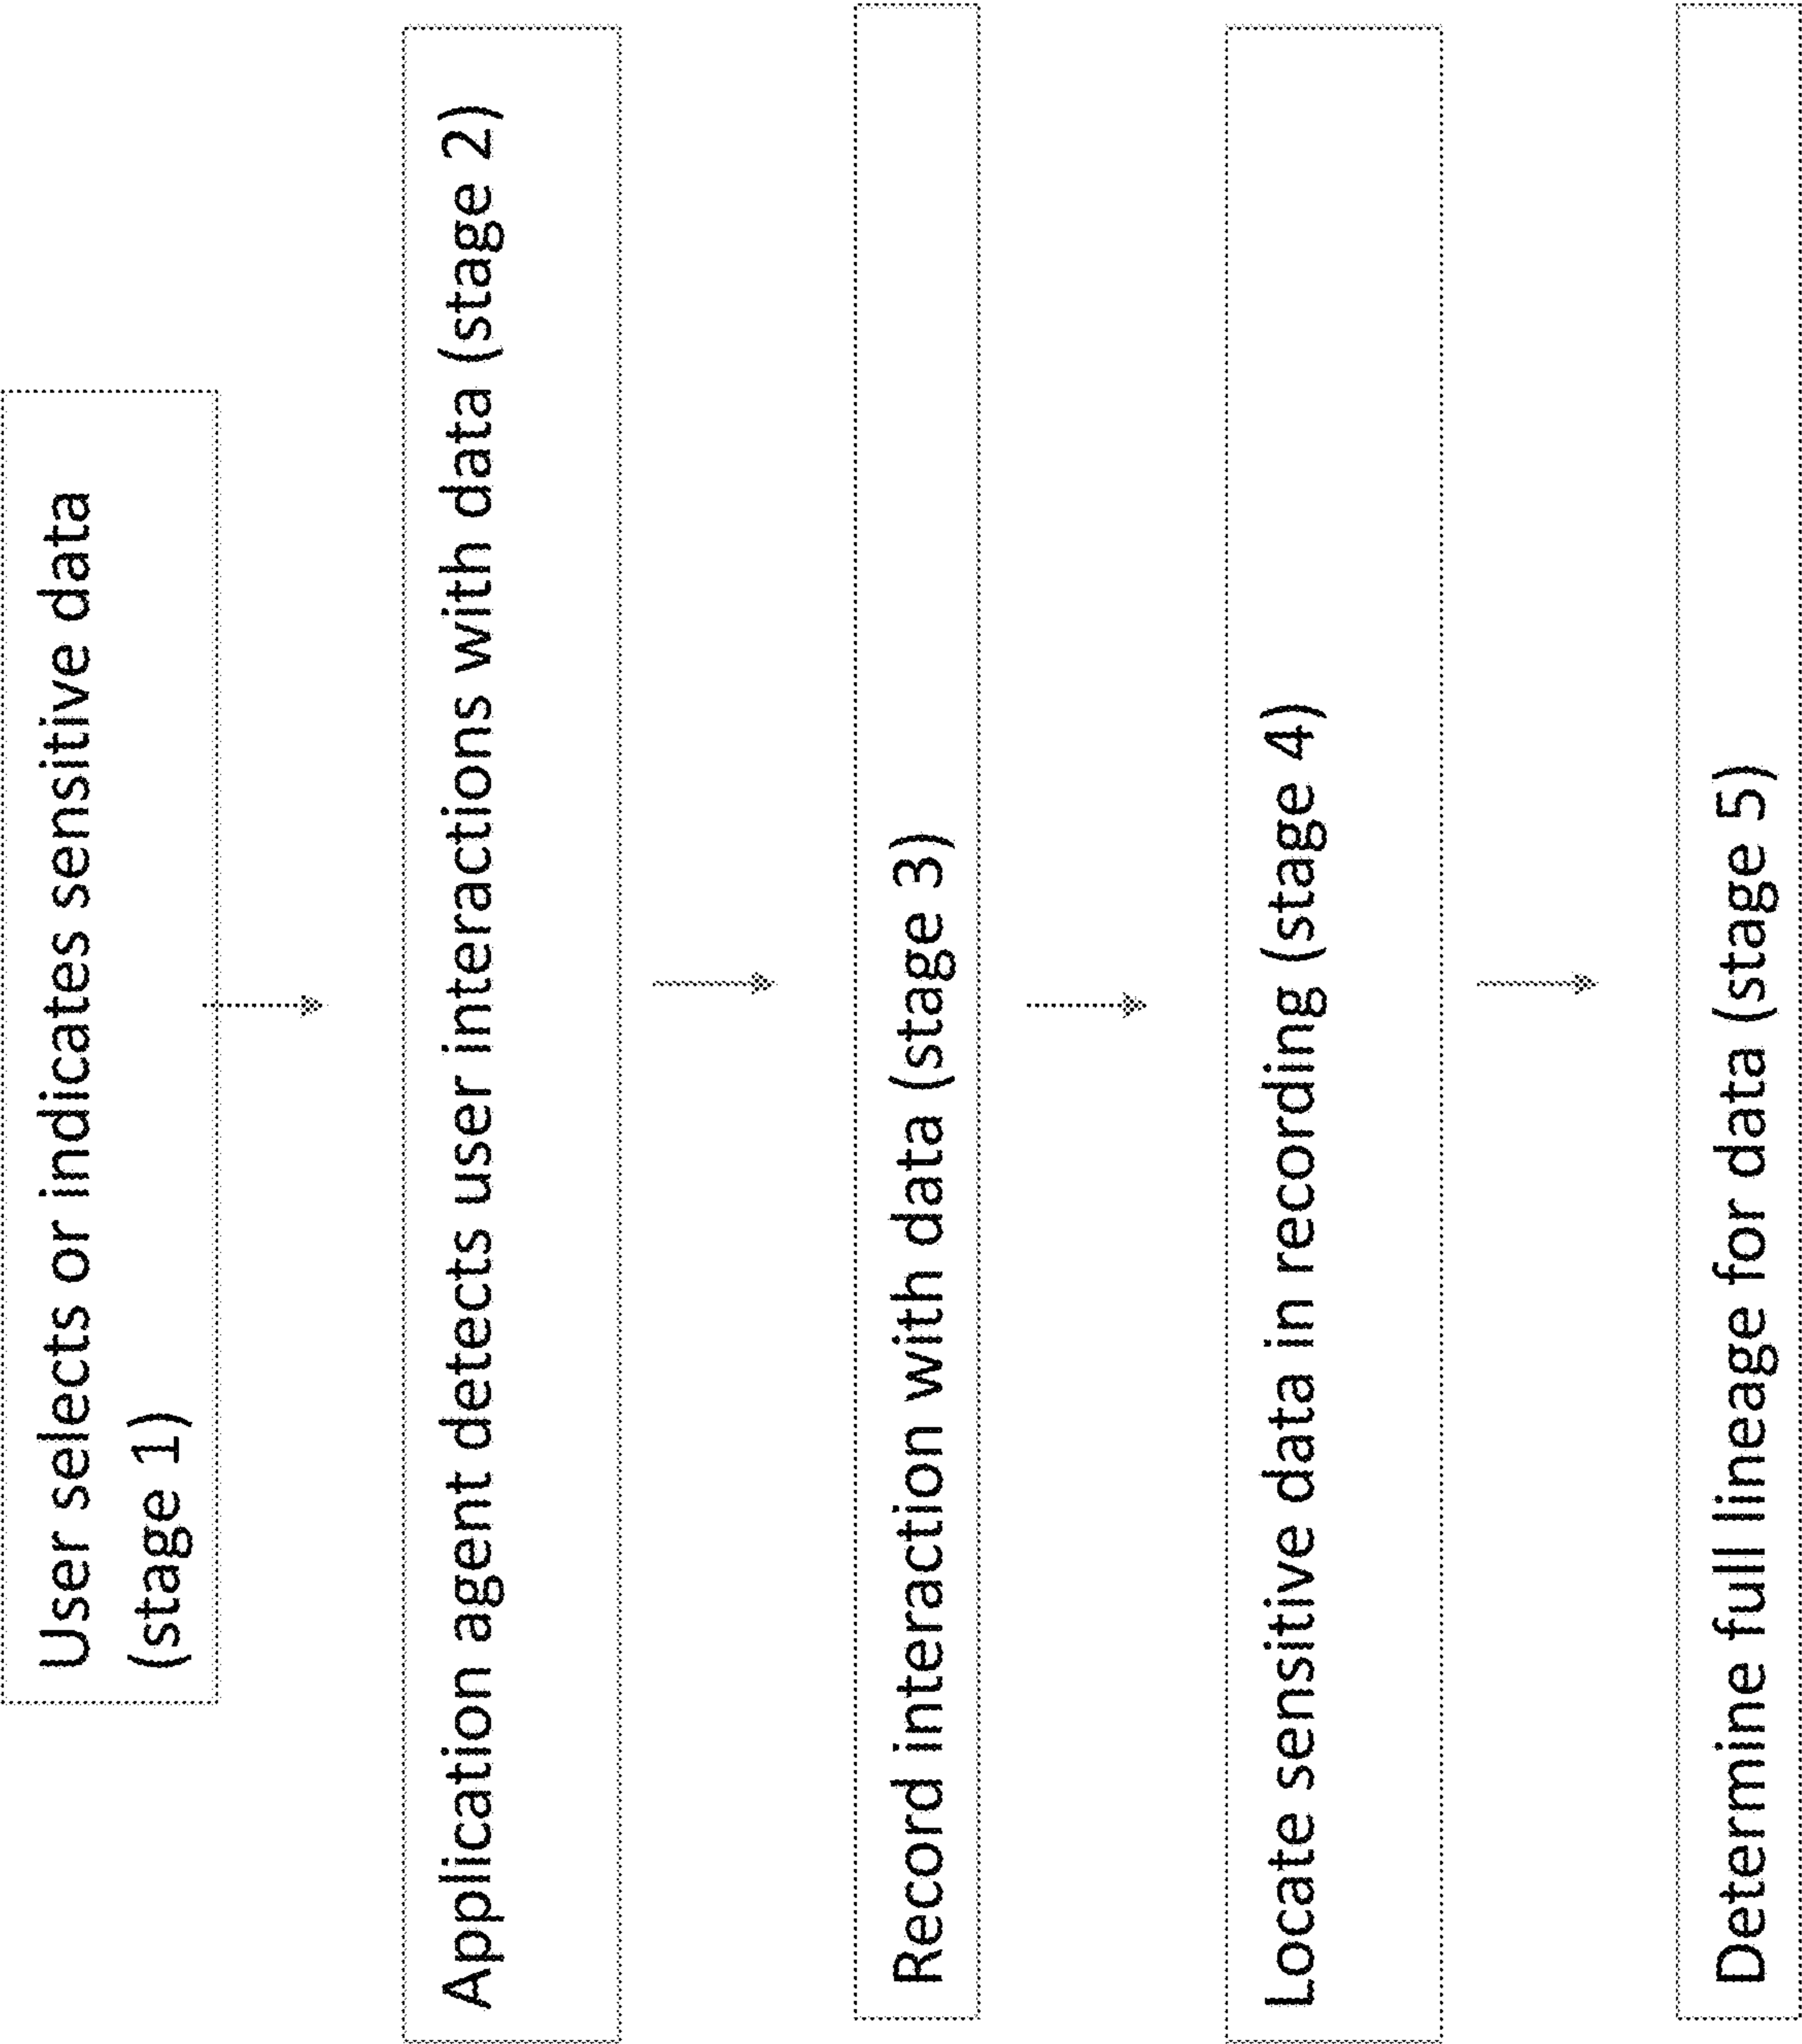 User selects or indicates sensitive data
(stage 1)
Application agent detects user interactions with data (stage 2)
Record interaction with data (stage 3)
Locate sensitive data in recording (stage 4)
Determine full lineage for data (stage 5)